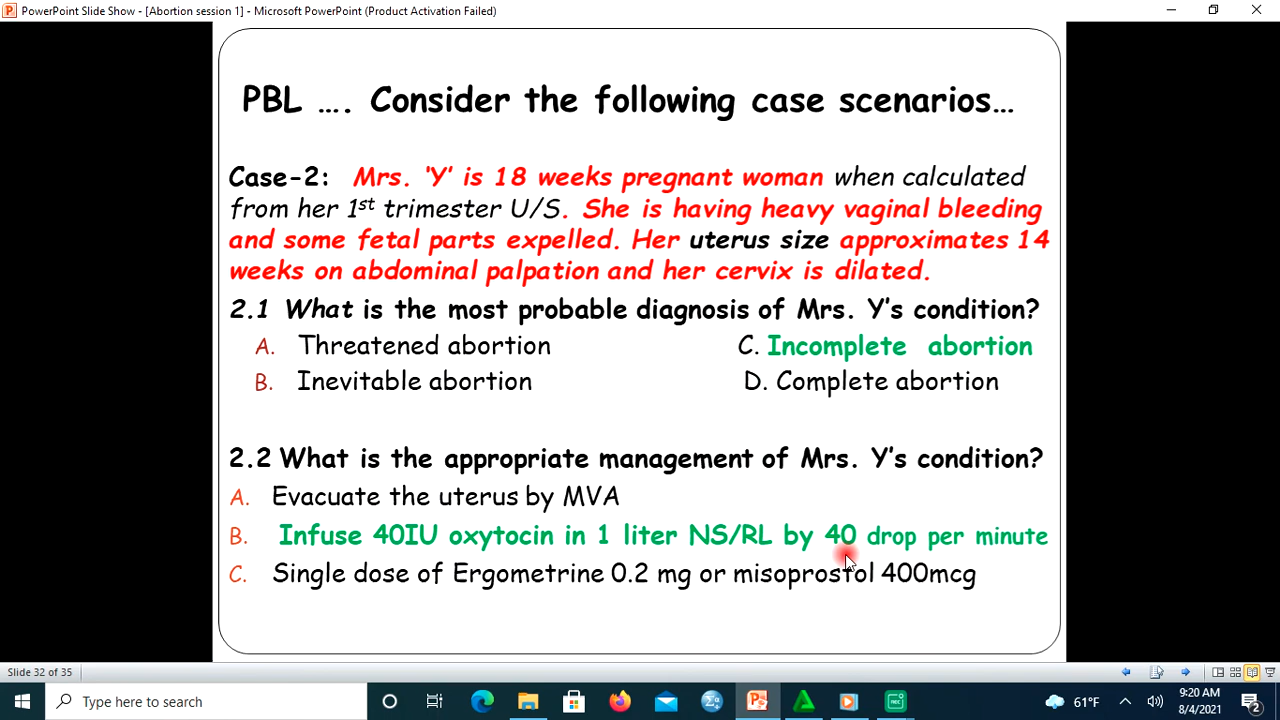 PowerPoint Slide Show - [Abortion session 1] - Microsoft PowerPoint (Product Activation Failed)
PBL …. Consider the following case scenarios…
Case-2: Mrs. ‘Y’ is 18 weeks pregnant woman when calculated
from her 1st trimester U/S. She is having heavy vaginal bleeding
and some fetal parts expelled. Her uterus size approximates 14
weeks on abdominal palpation and her cervix is dilated.
2.1 What is the most probable diagnosis of Mrs. Y’s condition?
A. Threatened abortion C. Incomplete abortion
B. Inevitable abortion D. Complete abortion
2.2 What is the appropriate management of Mrs. Y’s condition?
A. Evacuate the uterus by MVA
B. Infuse 40IU oxytocin in 1 liter NS/RL by 40 drop per minute
C. Single dose of Ergometrine 0.2 mg or misoprostol 400mcg
Slide 32 of 35
Type here to search
61°F
9:20 AM
8/4/2021
2
REC